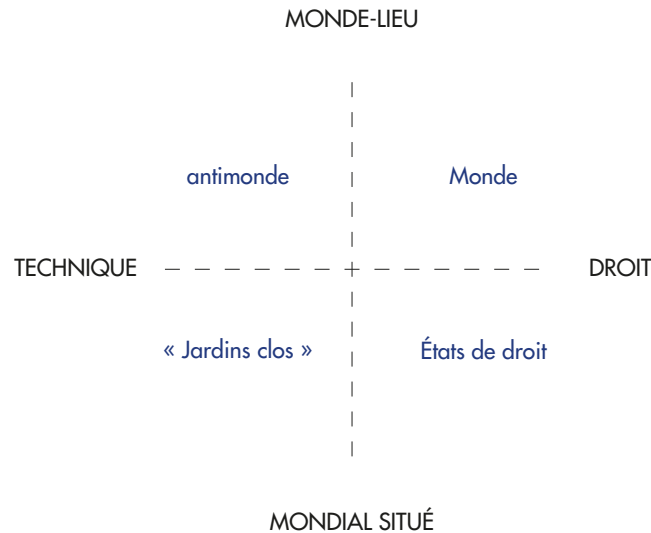 MONDE-LIEU
antimonde
Monde
TECHNIQUE
DROIT
« Jardins clos »
États de droit
MONDIAL SITUÉ